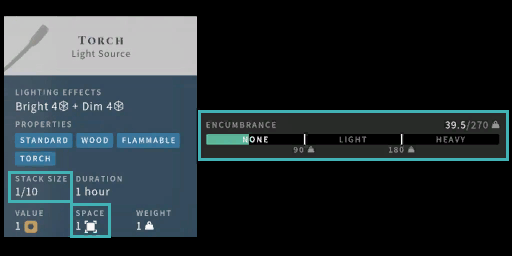 TORCH
Light Source
LIGHTING EFFECTS
Bright 4 + Dim 4
PROPERTIES
STANDARD WOOD FLAMMABLE
TORCH
STACK SIZE DURATION
1/10 1 hour
VALUE SPACE WEIGHT
1 1 1
ENCUMBRANCE 39.5/270
NONE LIGHT HEAVY
90 180